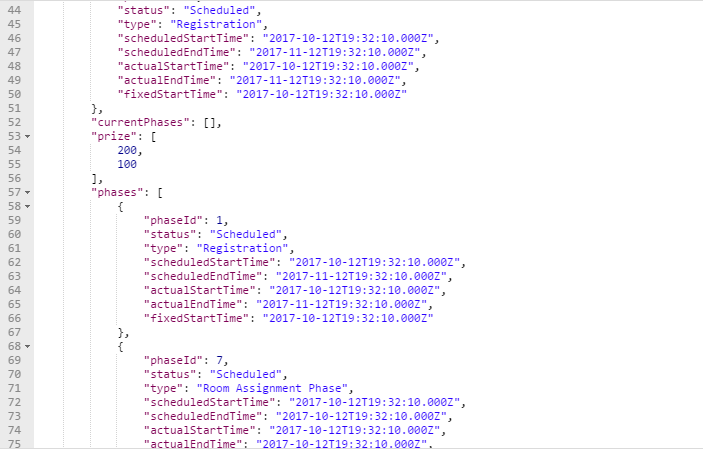 44 "status": "Scheduled",
45 "type": "Registration",
46 "scheduledStartTime": "2017-10-12T19:32:10.000Z",
47 "scheduledEndTime": "2017-11-12T19:32:10.000Z",
48 "actualStartTime": "2017-10-12T19:32:10.000Z",
49 "actualEndTime": "2017-11-12T19:32:10.000Z",
50 "fixedStartTime": "2017-10-12T19:32:10.000Z"
51 },
52 "currentPhases": [],
53 "prize": [
54 200,
55 100
56 ],
57 "phases": [
58 {
59 "phaseId": 1,
60 "status": "Scheduled",
61 "type": "Registration",
62 "scheduledStartTime": "2017-10-12T19:32:10.000Z",
63 "scheduledEndTime": "2017-11-12T19:32:10.000Z",
64 "actualStartTime": "2017-10-12T19:32:10.000Z",
65 "actualEndTime": "2017-11-12T19:32:10.000Z",
66 "fixedStartTime": "2017-10-12T19:32:10.000Z"
67 },
68 {
69 "phaseId": 7,
70 "status": "Scheduled",
71 "type": "Room Assignment Phase",
72 "scheduledStartTime": "2017-10-12T19:32:10.000Z",
73 "scheduledEndTime": "2017-10-12T19:32:10.000Z",
74 "actualStartTime": "2017-10-12T19:32:10.000Z",
75 "actualEndTime": "2017-10-12T19:32:10.000Z",